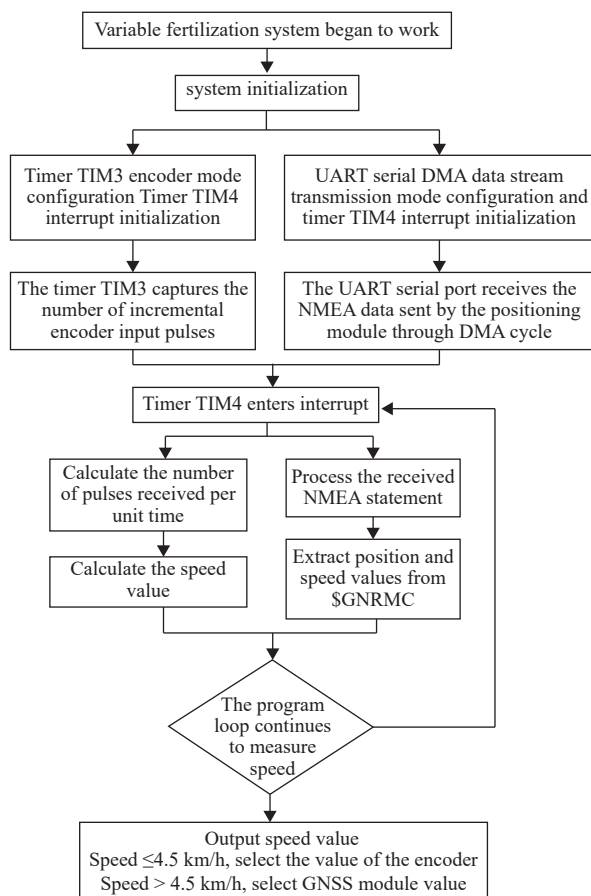 Variable fertilization system began to work
system initialization
Timer TIM3 encoder mode
configuration Timer TIM4
interrupt initialization
UART serial DMA data stream
transmission mode configuration and
timer TIM4 interrupt initialization
The timer TIM3 captures the
number of incremental
encoder input pulses
The UART serial port receives the
NMEA data sent by the positioning
module through DMA cycle
Timer TIM4 enters interrupt
Calculate the number
of pulses received per
unit time
Process the received
NMEA statement
Calculate the speed
value
Extract position and
speed values from
$GNRMC
The
program
loop continues
to measure
speed
Output speed value
Speed ≤4.5 km/h, select the value of the encoder
Speed > 4.5 km/h, select GNSS module value